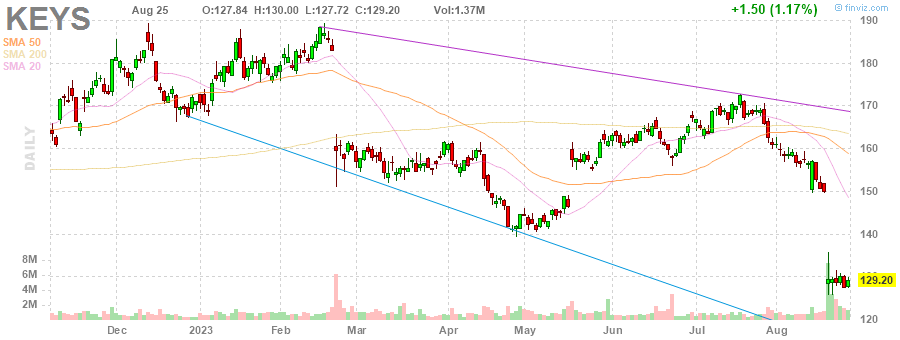 KEYS Aug 25 O:127.84 H:130.00 L:127.72 C:129.20 Vol:1.37M +1.50 (1.17%) © finviz.com
SMA 50
SMA 200
SMA 20
DAILY
190
180
170
160
150
140
129.20
120
8M
6M
4M
2M
Dec 2023 Feb Mar Apr May Jun Jul Aug